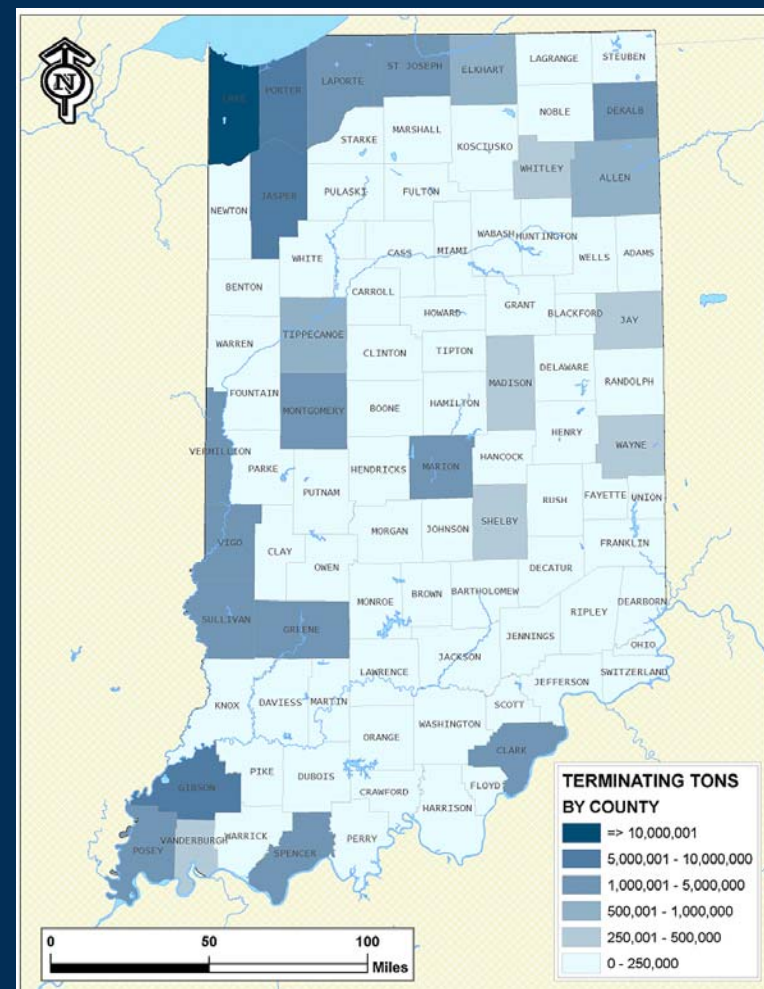 N
STEUBEN
LAGRANGE
ST JOSEPH
ELKHART
LAPORTE
PORTER
LAKE
NOBLE
DEKALB
MARSHALL
STARKE
KOSCIUSKO
WHITLEY
ALLEN
JASPER
PULASKI
FULTON
NEWTON
WABASH
HUNTINGTON
MIAMI
CASS
WHITE
WELLS
ADAMS
BENTON
CARROLL
GRANT
HOWARD
BLACKFORD
JAY
TIPPECANOE
WARREN
CLINTON
TIPTON
DELAWARE
MADISON
RANDOLPH
FOUNTAIN
MONTGOMERY
BOONE
HAMILTON
HENRY
WAYNE
VERMILLION
HANCOCK
PARKE
HENDRICKS
MARION
PUTNAM
RUSH
FAYETTE
UNION
SHELBY
MORGAN
JOHNSON
VIGO
CLAY
FRANKLIN
OWEN
DECATUR
BARTHOLOMEW
BROWN
MONROE
DEARBORN
RIPLEY
SULLIVAN
GREENE
JENNINGS
OHIO
JACKSON
LAWRENCE
SWITZERLAND
JEFFERSON
KNOX
DAVIESS
MARTIN
SCOTT
WASHINGTON
ORANGE
CLARK
PIKE
DUBOIS
GIBSON
CRAWFORD
FLOYD
HARRISON
POSEY
VANDERBURGH
WARRICK
SPENCER
PERRY
TERMINATING TONS
BY COUNTY
=> 10,000,001
5,000,001 - 10,000,000
1,000,001 - 5,000,000
500,001 - 1,000,000
250,001 - 500,000
0 - 250,000
0 50 100
Miles